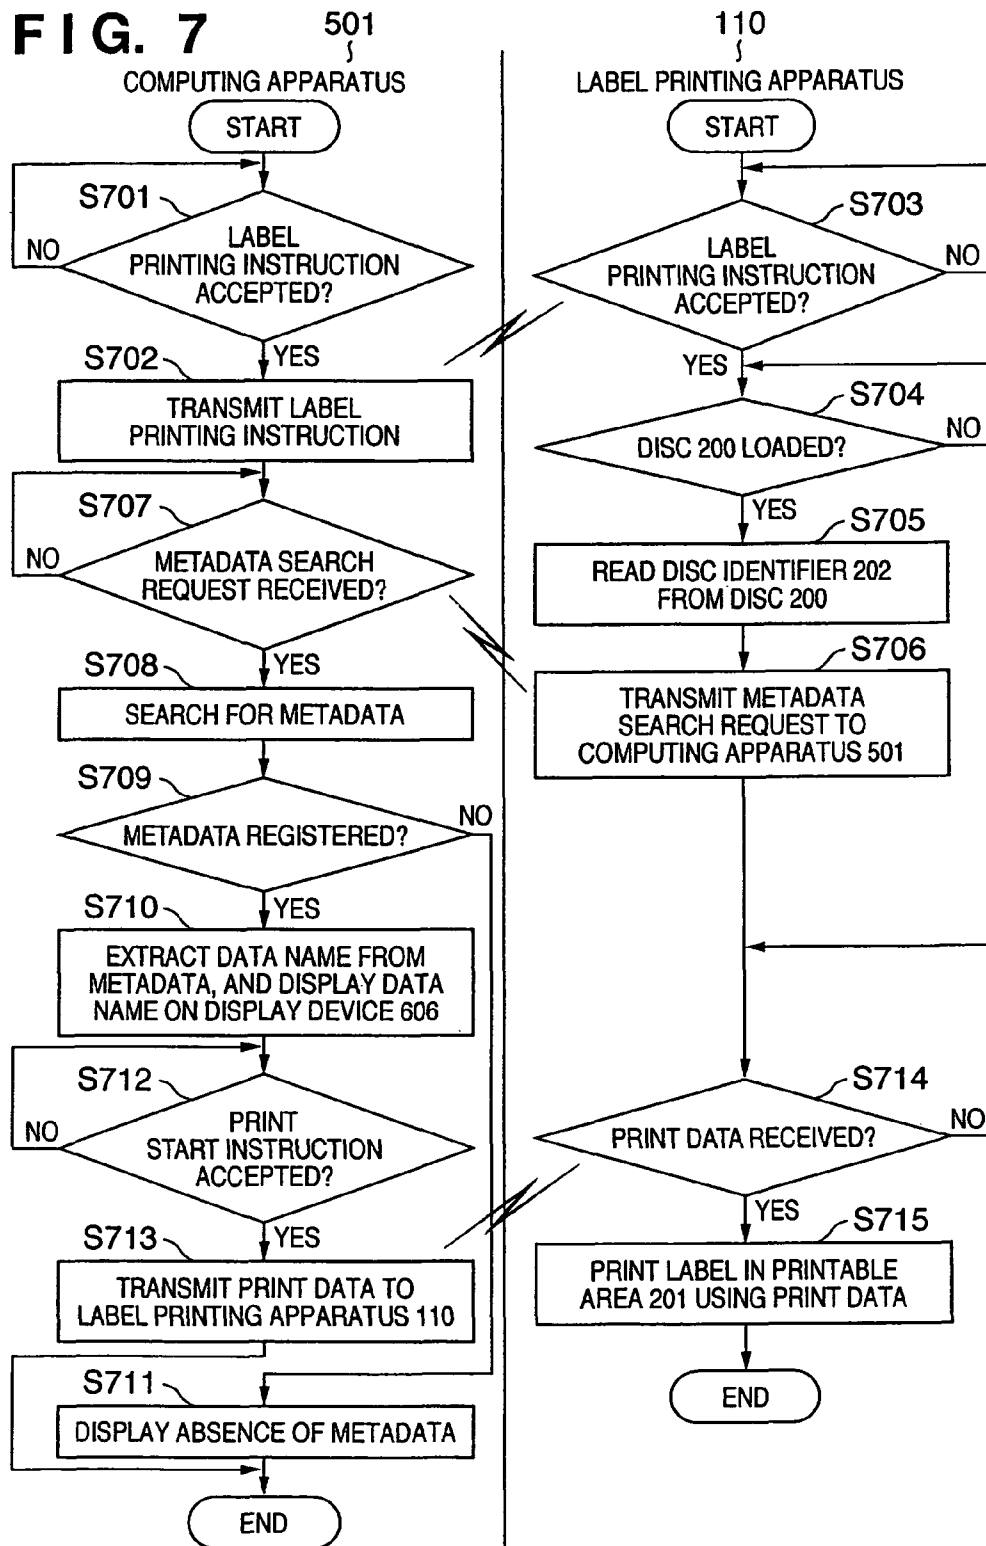 FIG. 7
501
COMPUTING APPARATUS
START
S701
LABEL
PRINTING INSTRUCTION
ACCEPTED?
NO
YES
S702
TRANSMIT LABEL
PRINTING INSTRUCTION
S707
METADATA SEARCH
REQUEST RECEIVED?
NO
YES
S708
SEARCH FOR METADATA
S709
METADATA REGISTERED?
NO
YES
S710
EXTRACT DATA NAME FROM
METADATA, AND DISPLAY DATA
NAME ON DISPLAY DEVICE 606
S712
PRINT
START INSTRUCTION
ACCEPTED?
NO
YES
S713
TRANSMIT PRINT DATA TO
LABEL PRINTING APPARATUS 110
S711
DISPLAY ABSENCE OF METADATA
END
110
LABEL PRINTING APPARATUS
START
S703
LABEL
PRINTING INSTRUCTION
ACCEPTED?
NO
YES
S704
DISC 200 LOADED?
NO
YES
S705
READ DISC IDENTIFIER 202
FROM DISC 200
S706
TRANSMIT METADATA
SEARCH REQUEST TO
COMPUTING APPARATUS 501
S714
PRINT DATA RECEIVED?
NO
YES
S715
PRINT LABEL IN PRINTABLE
AREA 201 USING PRINT DATA
END